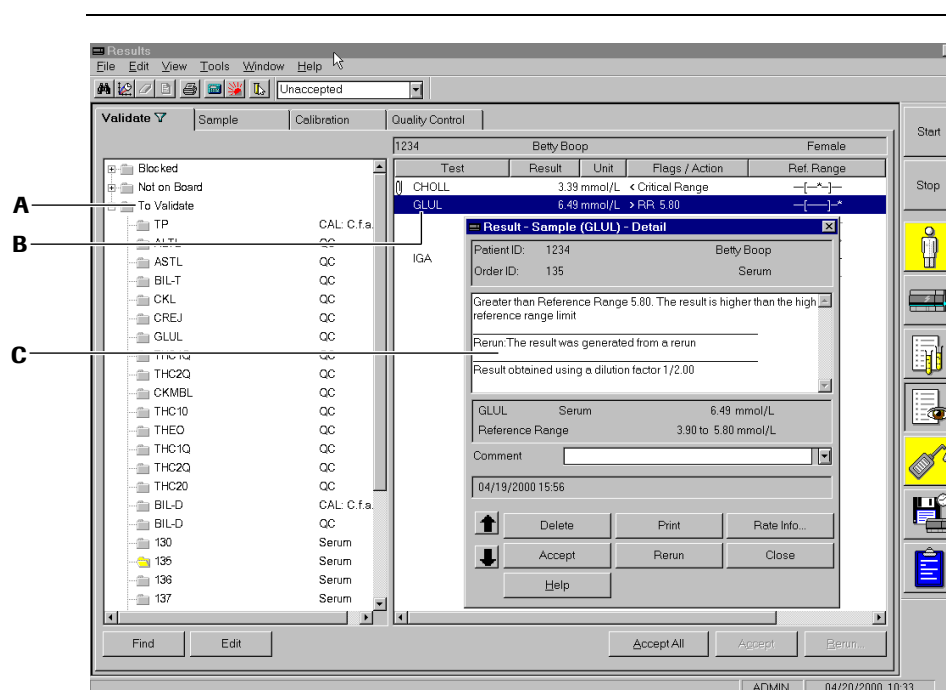 Results
File Edit View Tools Window Help
Unaccepted
Validate Sample Calibration Quality Control
Start
Stop
1234 Betty Boop Female
Test Result Unit Flags / Action Ref. Range
CHOLL 3.39 mmol/L < Critical Range —[—*-]—
GLUL 6.49 mmol/L > RR 5.80 —[——]-*
IGA
A
B
C
Blocked
Not on Board
To Validate
TP CAL: C.f.a.
ALTL QC
ASTL QC
BIL-T QC
CKL QC
CREJ QC
GLUL QC
THC1Q QC
THC2Q QC
CKMBL QC
THC10 QC
THEO QC
THC1Q QC
THC2Q QC
THC20 QC
BIL-D CAL: C.f.a.
BIL-D QC
130 Serum
135 Serum
136 Serum
137 Serum
Result - Sample (GLUL) - Detail
Patient ID: 1234 Betty Boop
Order ID: 135 Serum
Greater than Reference Range 5.80. The result is higher than the high
reference range limit
Rerun:The result was generated from a rerun
Result obtained using a dilution factor 1/2.00
GLUL Serum 6.49 mmol/L
Reference Range 3.90 to 5.80 mmol/L
Comment
04/19/2000 15:56
Delete Print Rate Info...
Accept Rerun Close
Help
Find Edit Accept All Accept Rerun...
ADMIN 04/20/2000 10:33